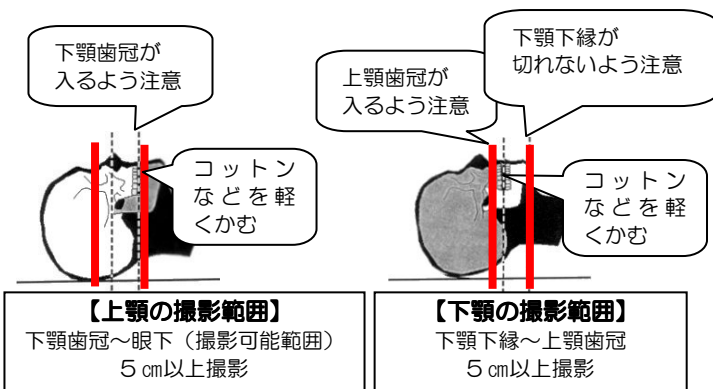 下顎歯冠が
入るよう注意
コットン
などを軽
くかむ
【上顎の撮影範囲】
下顎歯冠～眼下（撮影可能範囲）
５㎝以上撮影
上顎歯冠が
入るよう注意
下顎下縁が
切れないよう注意
コットン
などを軽
くかむ
【下顎の撮影範囲】
下顎下縁～上顎歯冠
５㎝以上撮影